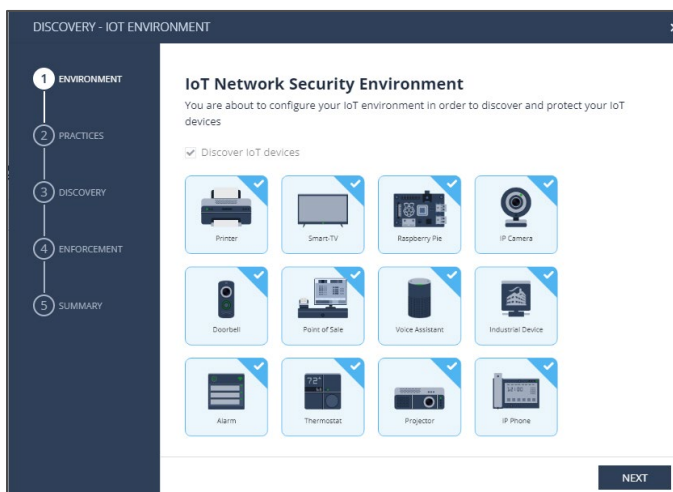 DISCOVERY - IOT ENVIRONMENT
1 ENVIRONMENT
2 PRACTICES
3 DISCOVERY
4 ENFORCEMENT
5 SUMMARY
IoT Network Security Environment
You are about to configure your IoT environment in order to discover and protect your IoT
devices
Discover IoT devices
Printer
Smart-TV
Raspberry Pie
IP Camera
Doorbell
Point of Sale
Voice Assistant
Industrial Device
Alarm
72°
Thermostat
Projector
12:00
IP Phone
NEXT